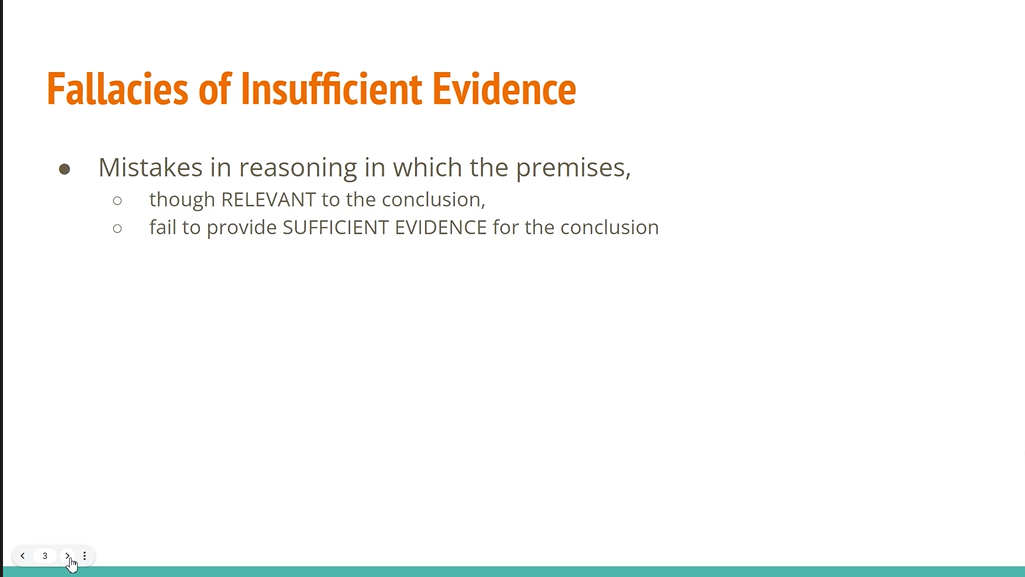 Fallacies of Insufficient Evidence
● Mistakes in reasoning in which the premises,
○ though RELEVANT to the conclusion,
○ fail to provide SUFFICIENT EVIDENCE for the conclusion
3